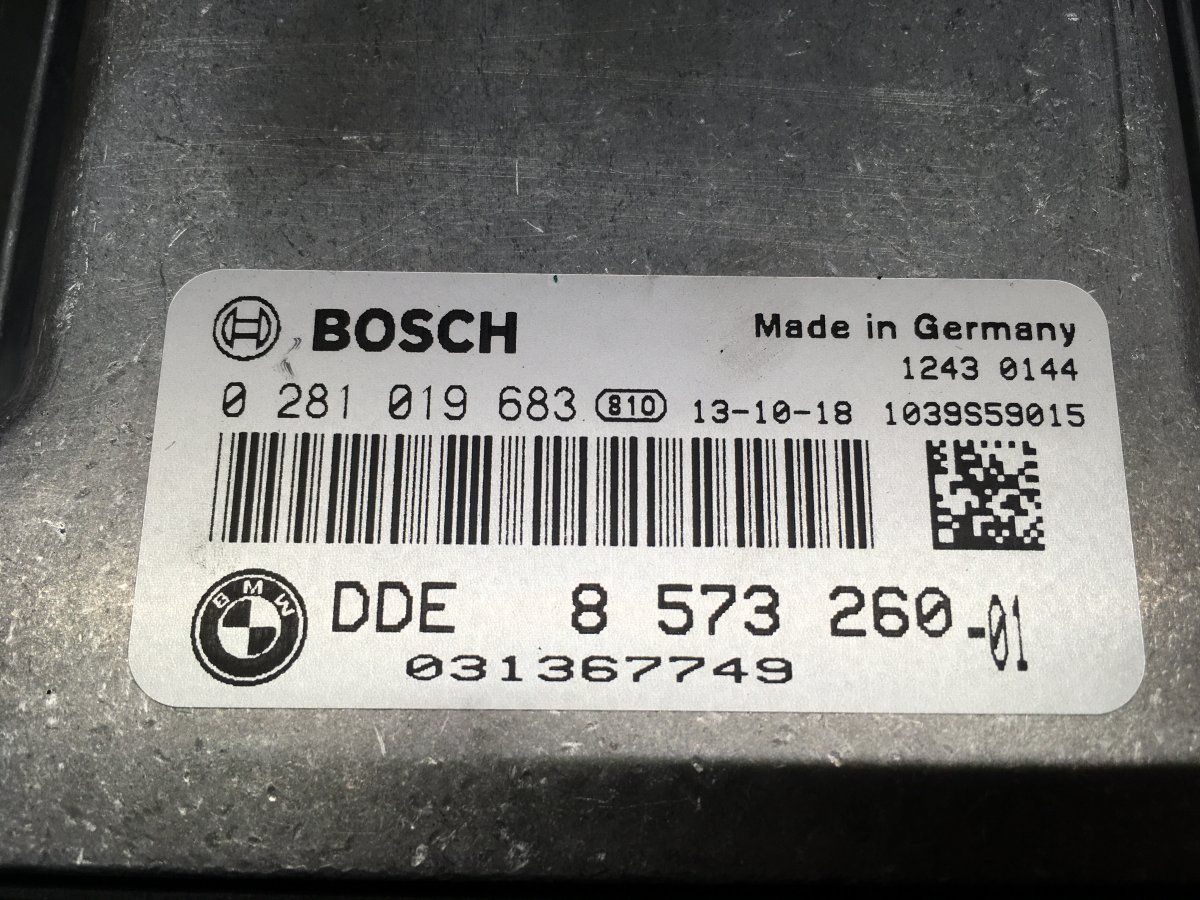 BOSCH
Made in Germany
1243 0144
0 281 019 683 810 13-10-18 1039S59015
BMW DDE 8 573 260-01
031367749